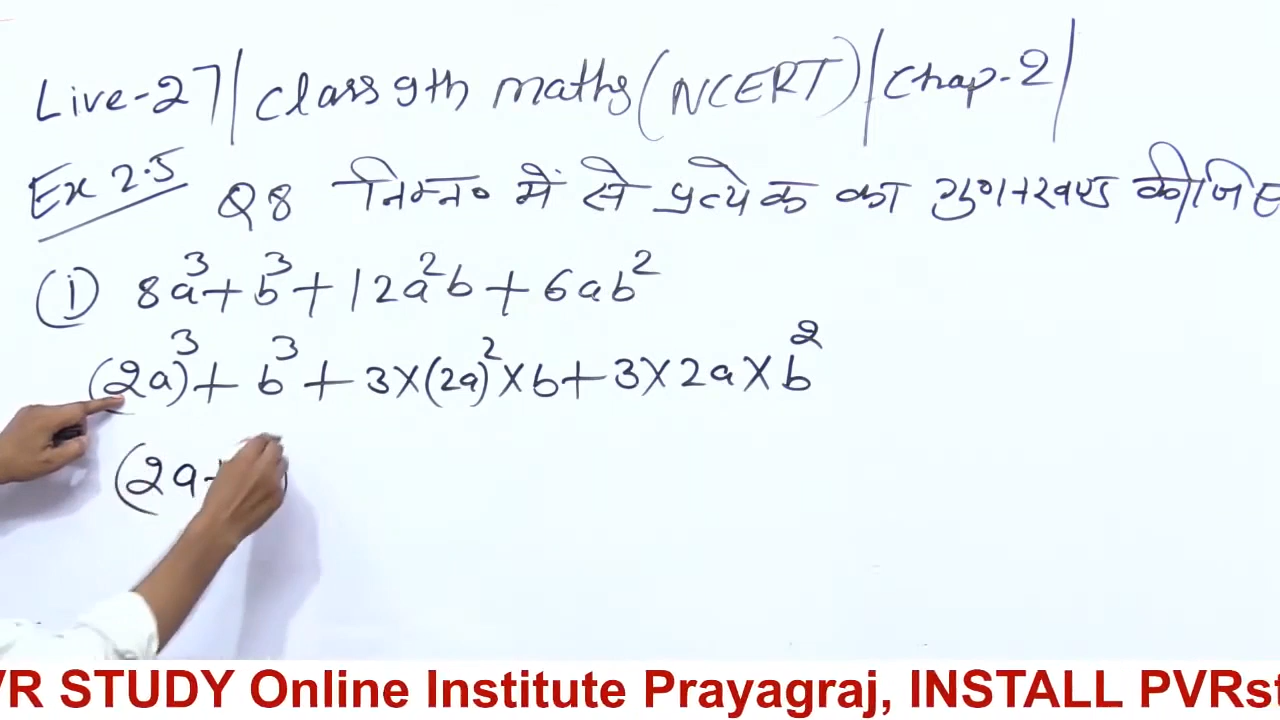 Live-27|Class 9th maths(NCERT)|Chap-2|
Ex 2.5 Q8 निम्न॰ में से प्रत्येक का गुणनखण्ड कीजिए
(i) 8a³+b³+12a²b+6ab²
(2a)³+b³+3×(2a)²×b+3×2a×b²
(2a+
VR STUDY Online Institute Prayagraj, INSTALL PVRst